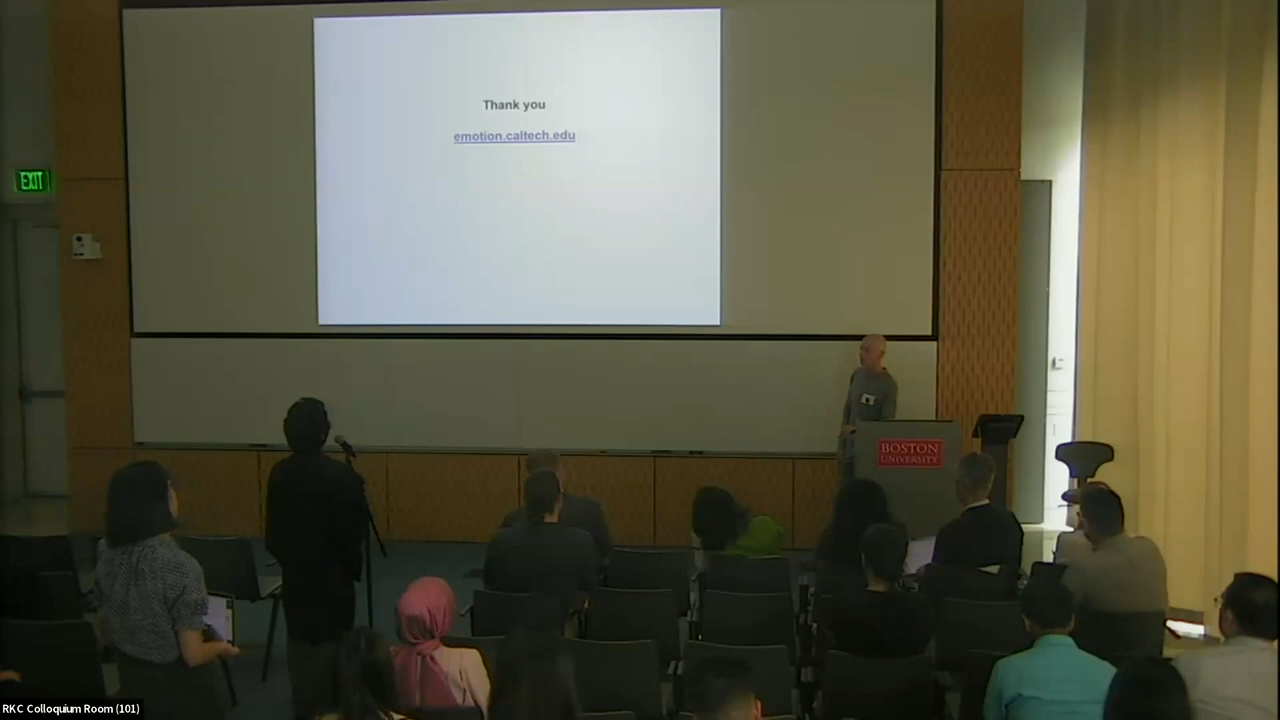 Thank you
emotion.caltech.edu
EXIT
BOSTON
UNIVERSITY
RKC Colloquium Room (101)